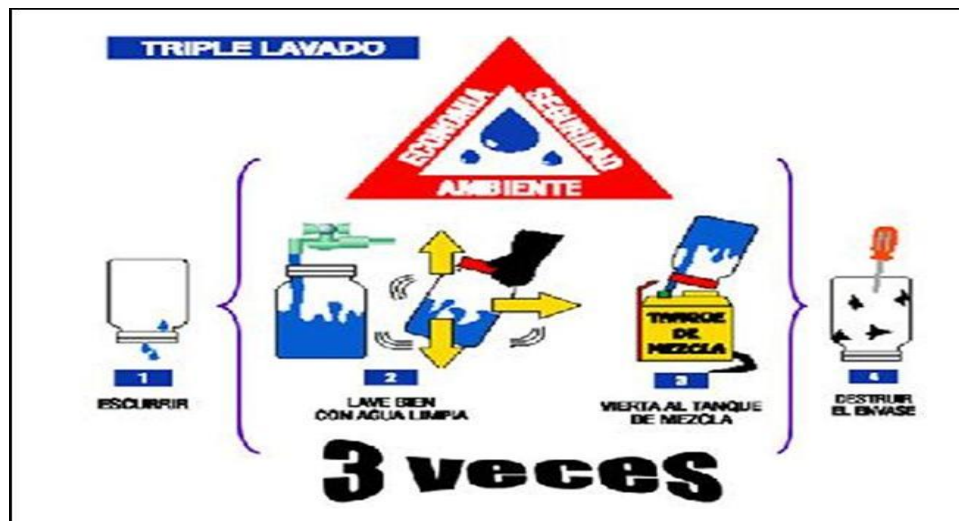 TRIPLE LAVADO
ECONOMIA
SEGURIDAD
AMBIENTE
TANQUE
DE
MEZCLA
1
ESCURRIR
2
LAVE BIEN
CON AGUA LIMPIA
3
VIERTA AL TANQUE
DE MEZCLA
4
DESTRUIR
EL ENVASE
3 veces